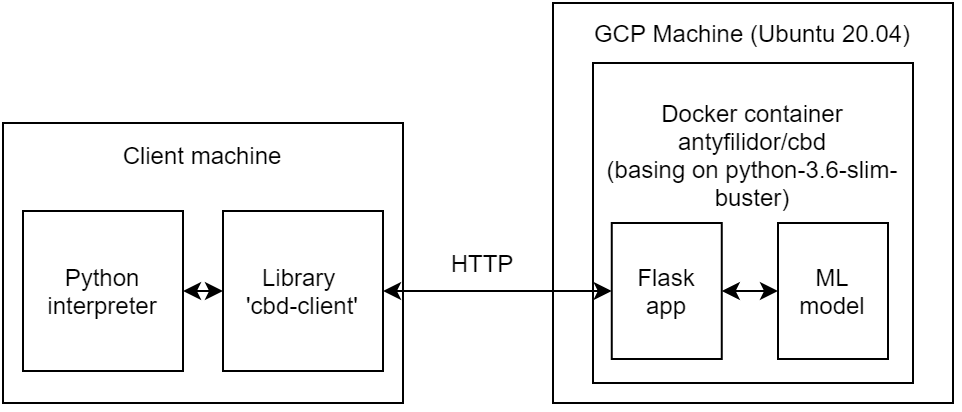 GCP Machine (Ubuntu 20.04)
Docker container
antyfilidor/cbd
(basing on python-3.6-slim-
buster)
Client machine
Python
interpreter
Library
'cbd-client'
HTTP
Flask
app
ML
model